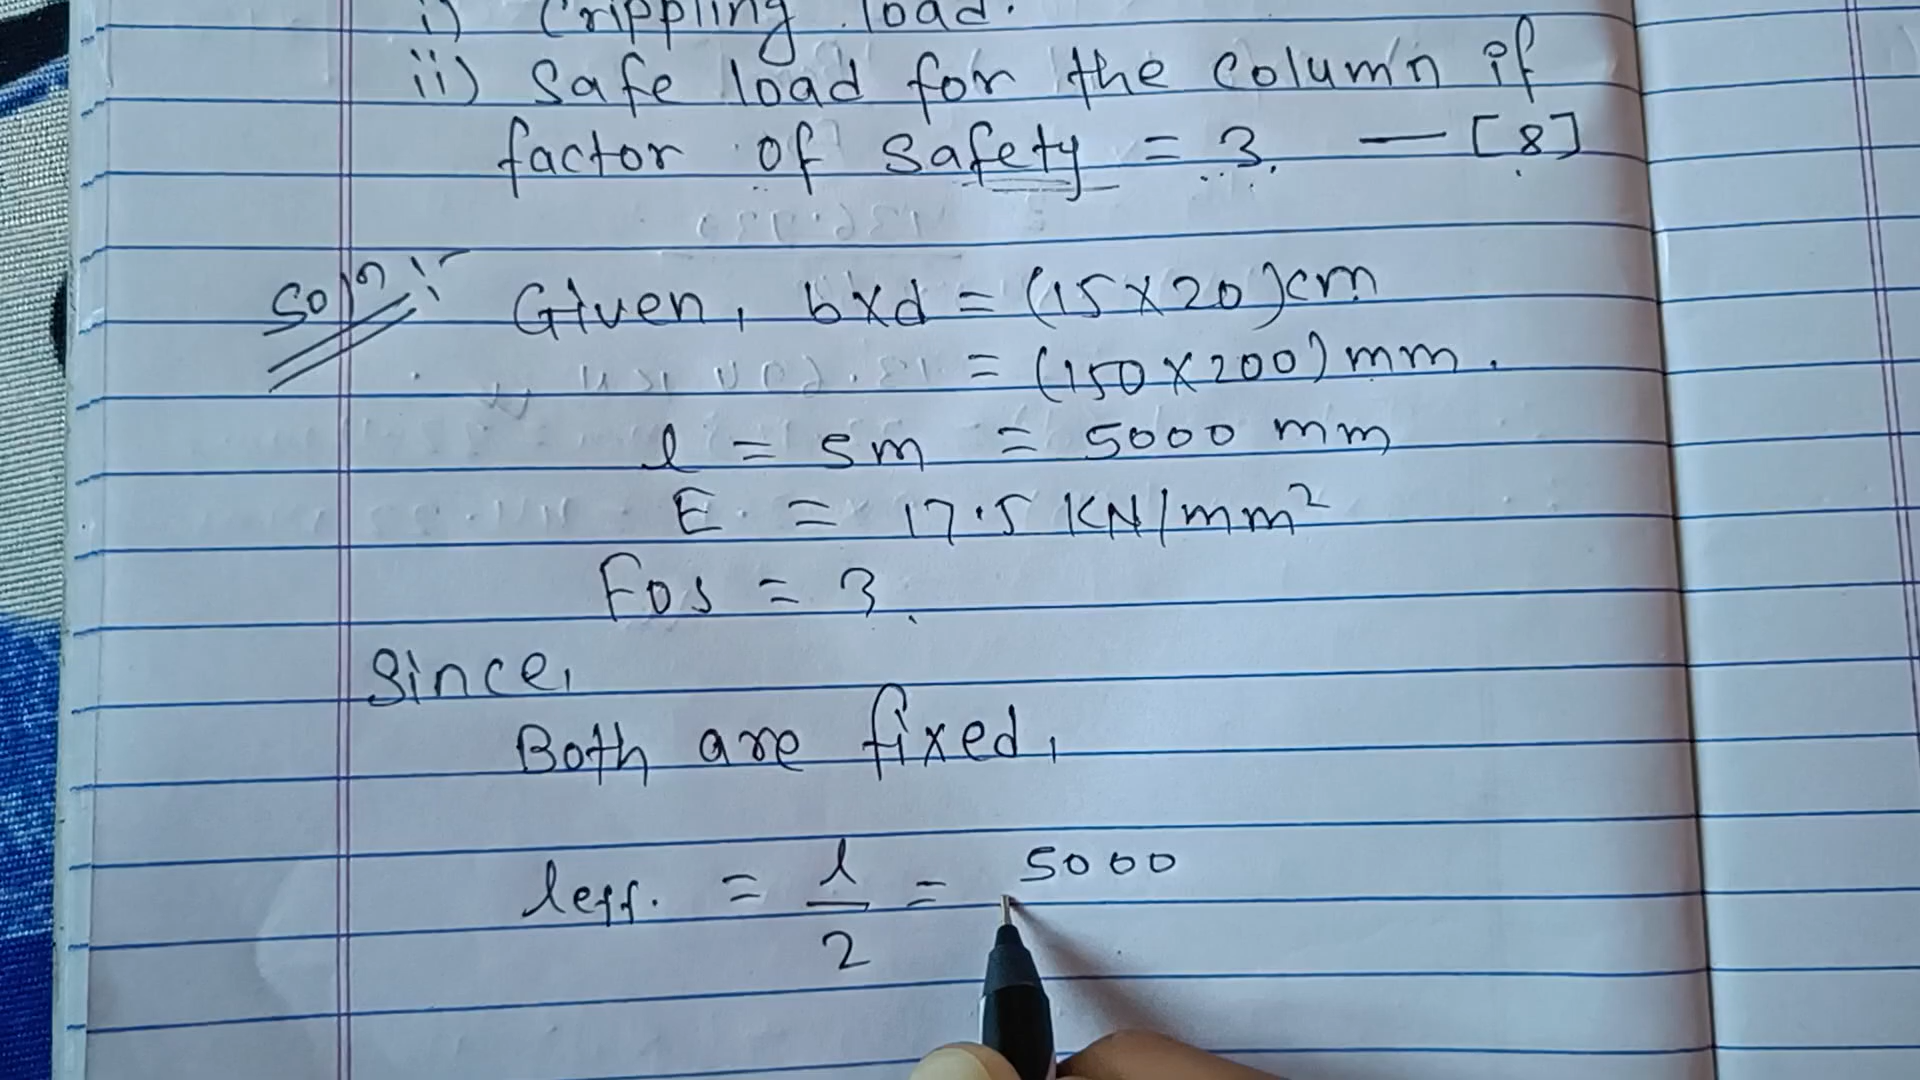 i) Crippling load.
ii) Safe load for the column if
factor of safety = 3. — [8]
Soln:- Given, b×d = (15×20)cm
= (150×200) mm.
l = 5m = 5000 mm
E = 17.5 KN/mm²
FOS = 3.
Since,
Both are fixed,
leff. = l/2 = 5000